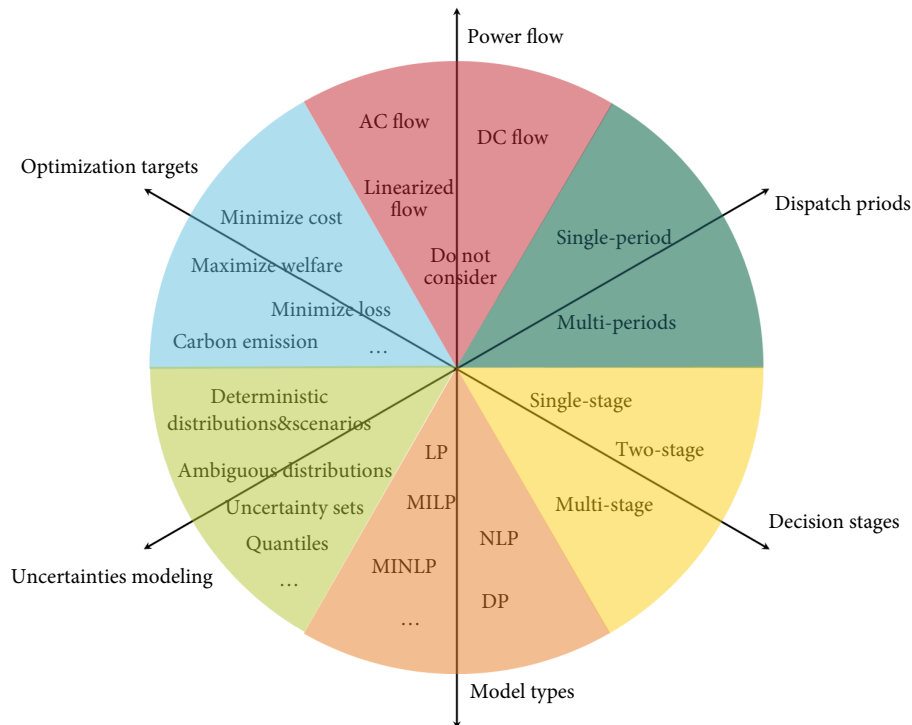 Power flow
AC flow
DC flow
Linearized
flow
Do not
consider
Optimization targets
Minimize cost
Maximize welfare
Minimize loss
Carbon emission
…
Dispatch priods
Single-period
Multi-periods
Deterministic
distributions&scenarios
Ambiguous distributions
Uncertainty sets
Quantiles
…
Uncertainties modeling
LP
MILP
NLP
MINLP
DP
…
Model types
Single-stage
Two-stage
Multi-stage
Decision stages